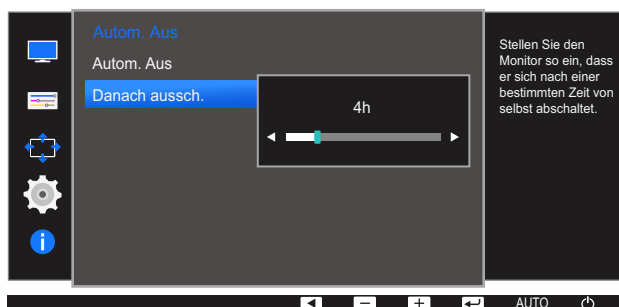 Autom. Aus
Autom. Aus
Danach aussch.
4h
Stellen Sie den
Monitor so ein, dass
er sich nach einer
bestimmten Zeit von
selbst abschaltet.
AUTO